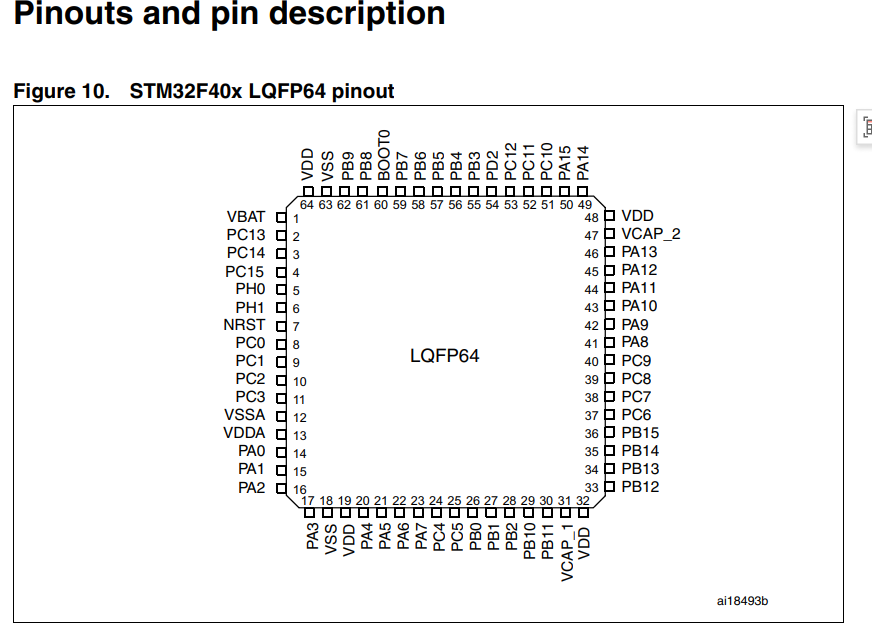 Pinouts and pin description
Figure 10. STM32F40x LQFP64 pinout
VDD VSS PB9 PB8 BOOT0 PB7 PB6 PB5 PB4 PB3 PD2 PC12 PC11 PC10 PA15 PA14
64 63 62 61 60 59 58 57 56 55 54 53 52 51 50 49
VBAT 1 48 VDD
PC13 2 47 VCAP_2
PC14 3 46 PA13
PC15 4 45 PA12
PH0 5 44 PA11
PH1 6 43 PA10
NRST 7 42 PA9
PC0 8 41 PA8
LQFP64
PC1 9 40 PC9
PC2 10 39 PC8
PC3 11 38 PC7
VSSA 12 37 PC6
VDDA 13 36 PB15
PA0 14 35 PB14
PA1 15 34 PB13
PA2 16 33 PB12
17 18 19 20 21 22 23 24 25 26 27 28 29 30 31 32
PA3 VSS VDD PA4 PA5 PA6 PA7 PC4 PC5 PB0 PB1 PB2 PB10 PB11 VCAP_1 VDD
ai18493b